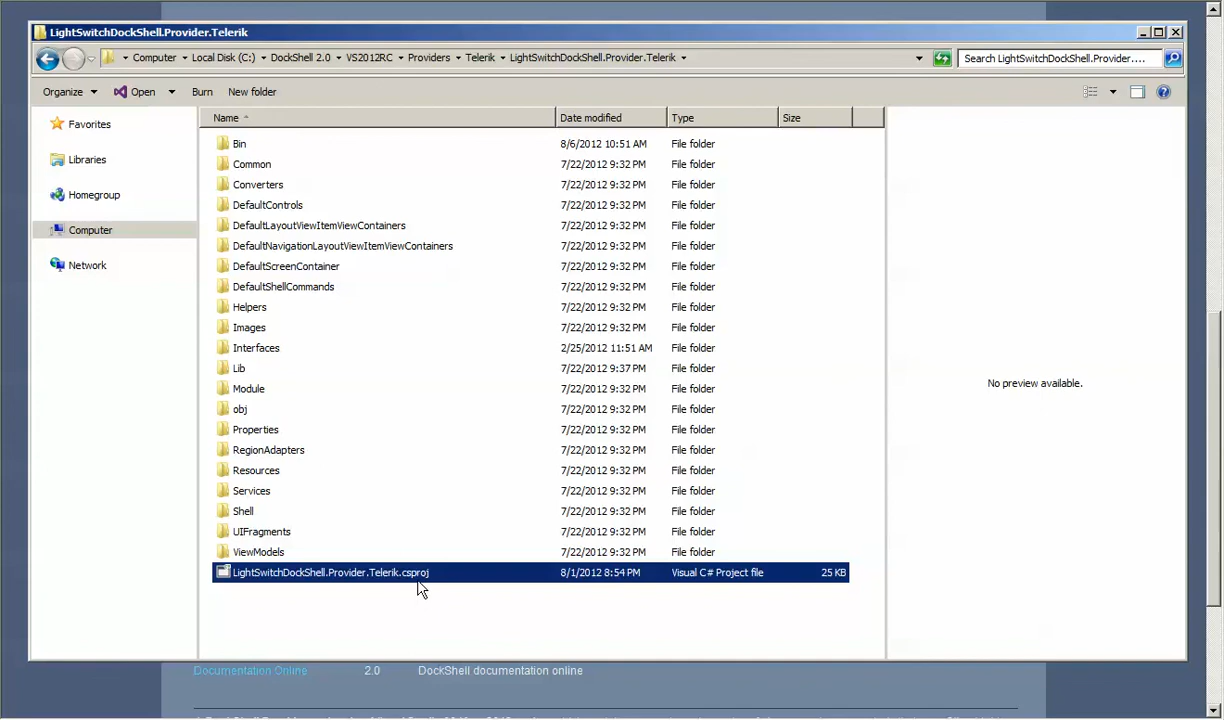 LightSwitchDockShell.Provider.Telerik
Computer Local Disk (C:) DockShell 2.0 VS2012RC Providers Telerik LightSwitchDockShell.Provider.Telerik
Search LightSwitchDockShell.Provider....
Organize Open Burn New folder
Name Date modified Type Size
Favorites
Libraries
Homegroup
Computer
Network
Bin 8/6/2012 10:51 AM File folder
Common 7/22/2012 9:32 PM File folder
Converters 7/22/2012 9:32 PM File folder
DefaultControls 7/22/2012 9:32 PM File folder
DefaultLayoutViewItemViewContainers 7/22/2012 9:32 PM File folder
DefaultNavigationLayoutViewItemViewContainers 7/22/2012 9:32 PM File folder
DefaultScreenContainer 7/22/2012 9:32 PM File folder
DefaultShellCommands 7/22/2012 9:32 PM File folder
Helpers 7/22/2012 9:32 PM File folder
Images 7/22/2012 9:32 PM File folder
Interfaces 2/25/2012 11:51 AM File folder
Lib 7/22/2012 9:37 PM File folder
Module 7/22/2012 9:32 PM File folder
obj 7/22/2012 9:32 PM File folder
Properties 7/22/2012 9:32 PM File folder
RegionAdapters 7/22/2012 9:32 PM File folder
Resources 7/22/2012 9:32 PM File folder
Services 7/22/2012 9:32 PM File folder
Shell 7/22/2012 9:32 PM File folder
UIFragments 7/22/2012 9:32 PM File folder
ViewModels 7/22/2012 9:32 PM File folder
LightSwitchDockShell.Provider.Telerik.csproj 8/1/2012 8:54 PM Visual C# Project file 25 KB
No preview available.
Documentation Online 2.0 DockShell documentation online